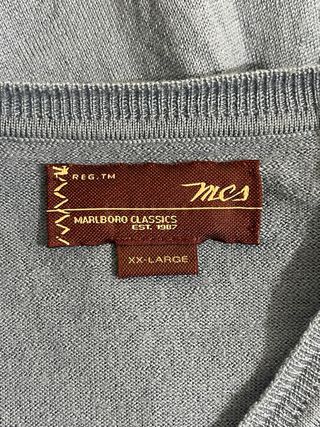 REG.TM
mcs
MARLBORO CLASSICS
EST. 1987
XX-LARGE